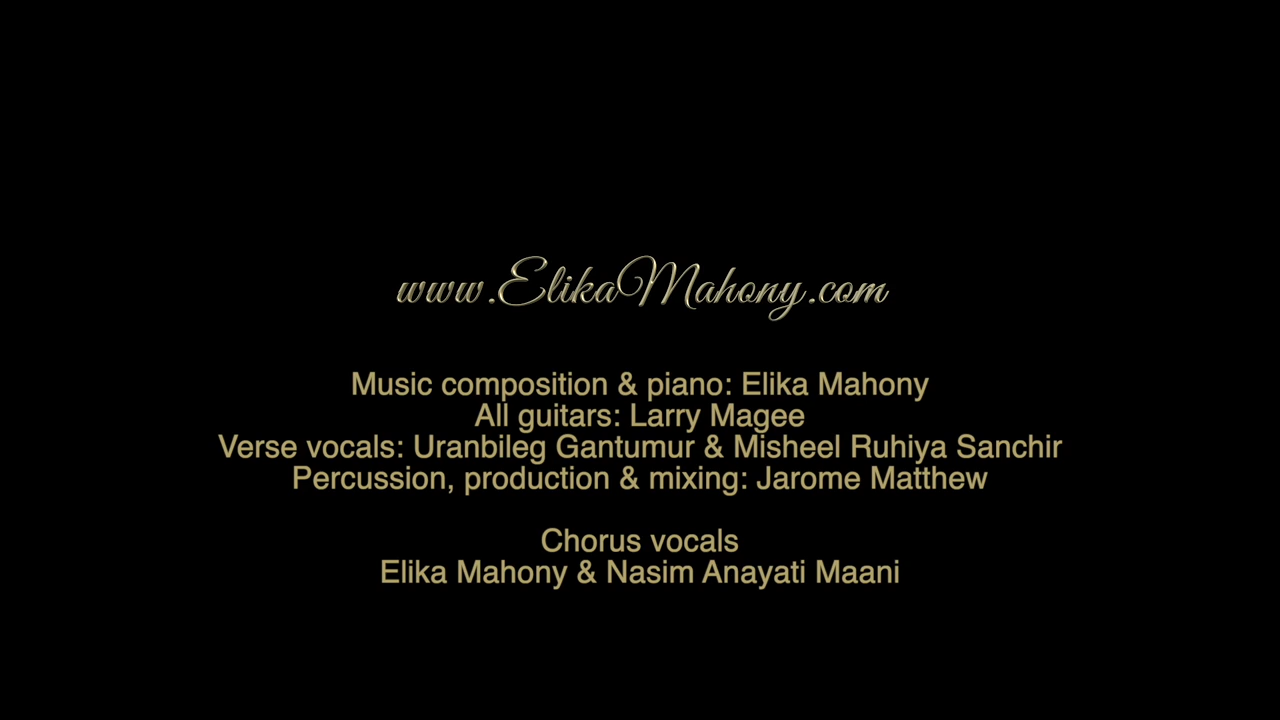 www.ElikaMahony.com
Music composition & piano: Elika Mahony
All guitars: Larry Magee
Verse vocals: Uranbileg Gantumur & Misheel Ruhiya Sanchir
Percussion, production & mixing: Jarome Matthew
Chorus vocals
Elika Mahony & Nasim Anayati Maani